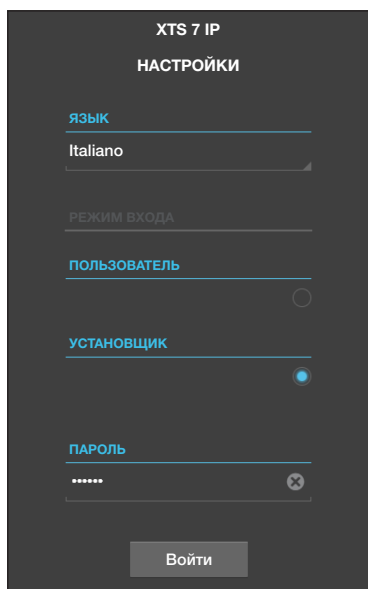 XTS 7 IP
НАСТРОЙКИ
ЯЗЫК
Italiano
РЕЖИМ ВХОДА
ПОЛЬЗОВАТЕЛЬ
УСТАНОВЩИК
ПАРОЛЬ
••••••
Войти